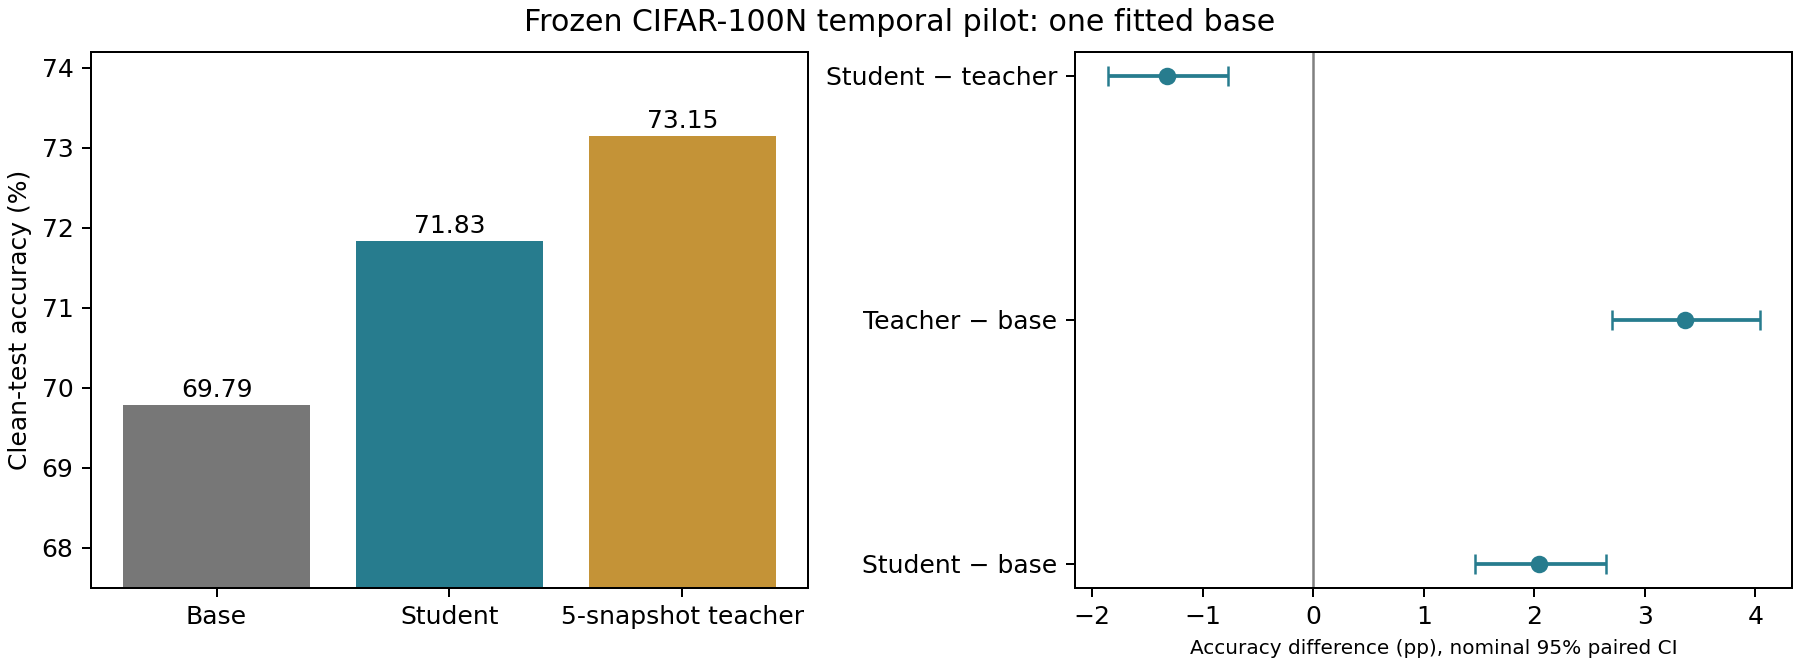 Frozen CIFAR-100N temporal pilot: one fitted base
Clean-test accuracy (%)
74
73
72
71
70
69
68
69.79
71.83
73.15
Base
Student
5-snapshot teacher
Student − teacher
Teacher − base
Student − base
−2
−1
0
1
2
3
4
Accuracy difference (pp), nominal 95% paired CI